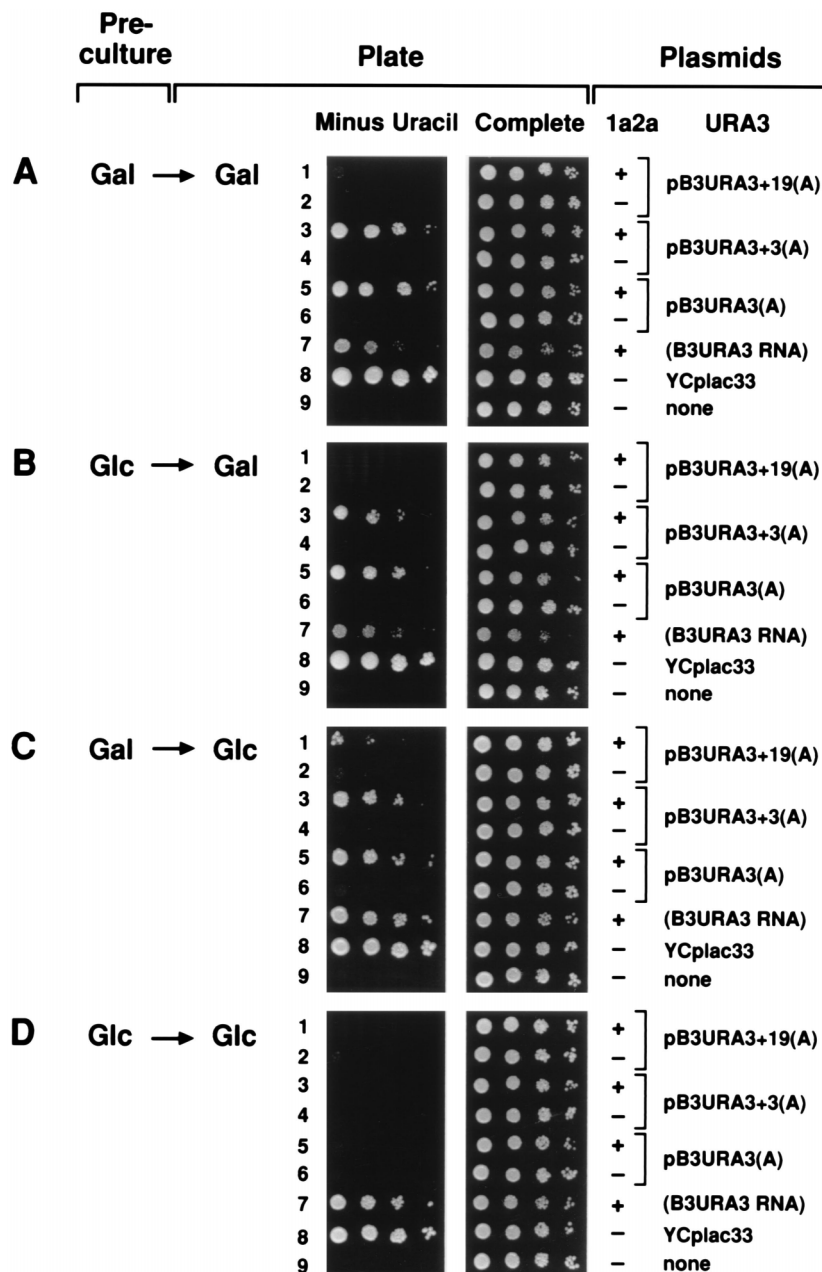 Pre-
culture Plate Plasmids
Minus Uracil Complete 1a2a URA3
A Gal → Gal
1 + pB3URA3+19(A)
2 −
3 + pB3URA3+3(A)
4 −
5 + pB3URA3(A)
6 −
7 + (B3URA3 RNA)
8 − YCplac33
9 − none
B Glc → Gal
1 + pB3URA3+19(A)
2 −
3 + pB3URA3+3(A)
4 −
5 + pB3URA3(A)
6 −
7 + (B3URA3 RNA)
8 − YCplac33
9 − none
C Gal → Glc
1 + pB3URA3+19(A)
2 −
3 + pB3URA3+3(A)
4 −
5 + pB3URA3(A)
6 −
7 + (B3URA3 RNA)
8 − YCplac33
9 − none
D Glc → Glc
1 + pB3URA3+19(A)
2 −
3 + pB3URA3+3(A)
4 −
5 + pB3URA3(A)
6 −
7 + (B3URA3 RNA)
8 − YCplac33
9 − none